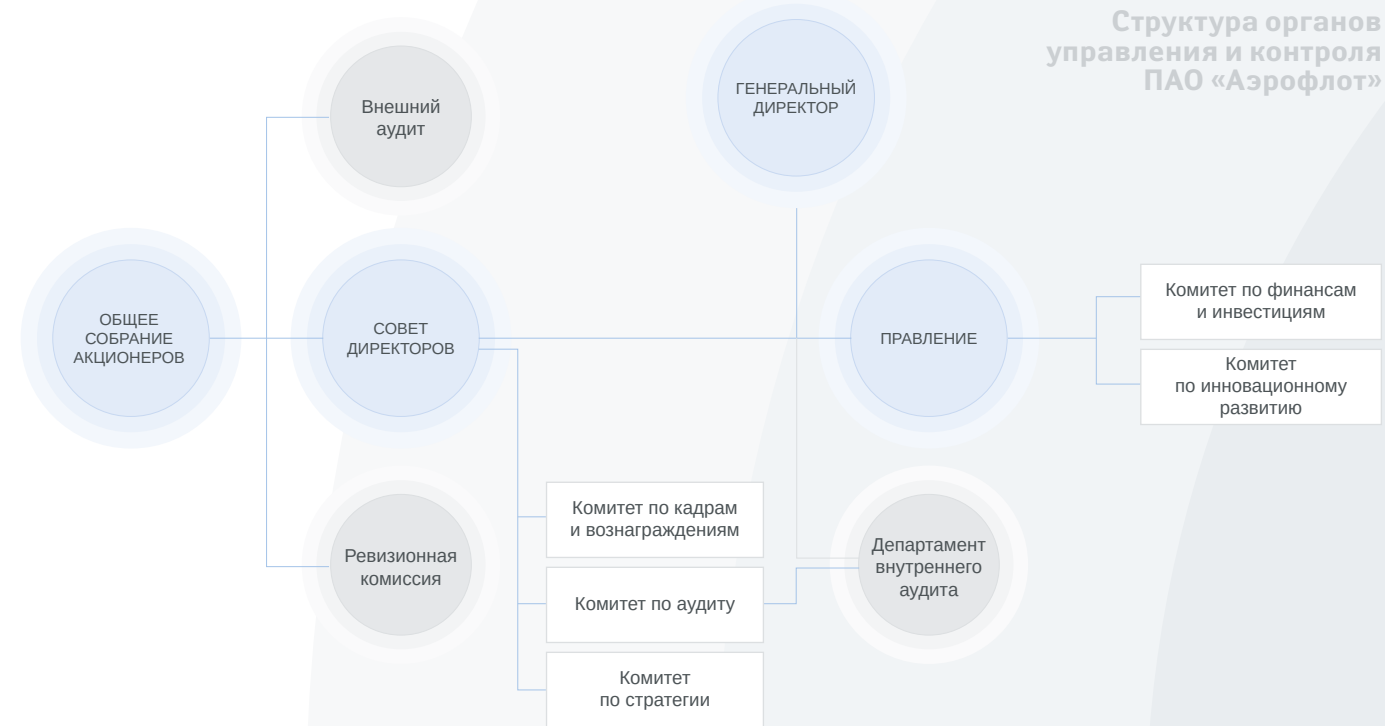 Структура органов
управления и контроля
ПАО «Аэрофлот»
Внешний
аудит
ГЕНЕРАЛЬНЫЙ
ДИРЕКТОР
ОБЩЕЕ
СОБРАНИЕ
АКЦИОНЕРОВ
СОВЕТ
ДИРЕКТОРОВ
ПРАВЛЕНИЕ
Комитет по финансам
и инвестициям
Комитет
по инновационному
развитию
Ревизионная
комиссия
Комитет по кадрам
и вознаграждениям
Комитет по аудиту
Комитет
по стратегии
Департамент
внутреннего
аудита